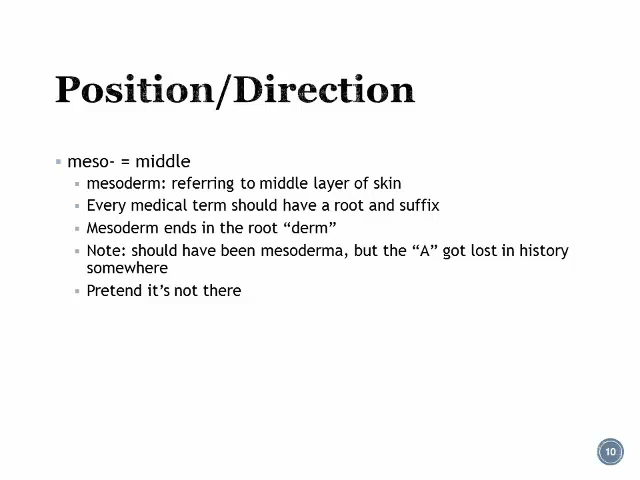 Position/Direction
meso- = middle
mesoderm: referring to middle layer of skin
Every medical term should have a root and suffix
Mesoderm ends in the root “derm”
Note: should have been mesoderma, but the “A” got lost in history
somewhere
Pretend it’s not there
10